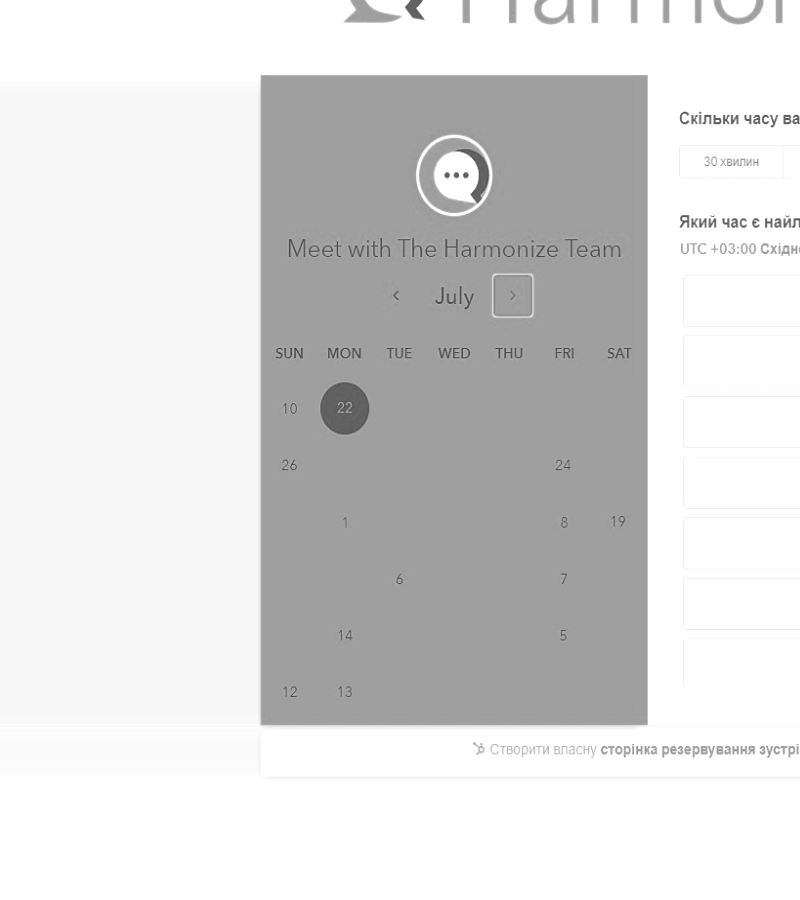 Harmon
Скільки часу ва
30 хвилин
Meet with The Harmonize Team
Який час є найл
UTC +03:00 Східн
July
SUN MON TUE WED THU FRI SAT
10 22
26 24
1 8 19
6 7
14 5
12 13
Створити власну сторінка резервування зустрі